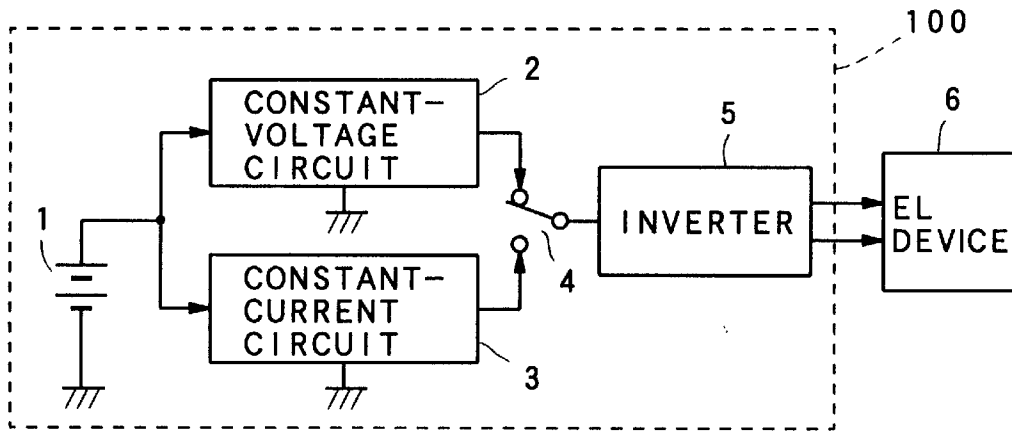 100
2
CONSTANT-
VOLTAGE
CIRCUIT
5
6
1
INVERTER
EL
DEVICE
4
CONSTANT-
CURRENT
CIRCUIT
3